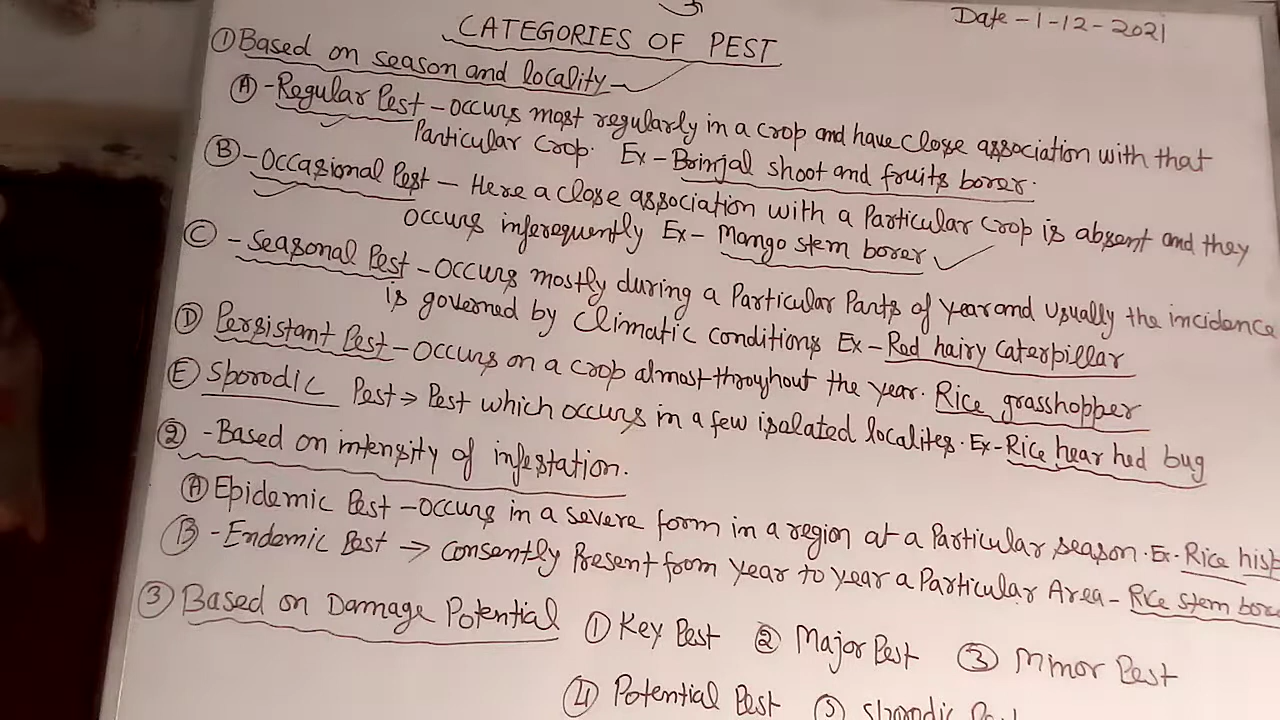 Date - 1-12-2021
CATEGORIES OF PEST
① Based on season and locality
Ⓐ - Regular Pest - occurs most regularly in a crop and have close association with that
Particular Crop. Ex - Brinjal shoot and fruits borer.
Ⓑ - Occasional Pest - Here a close association with a Particular Crop is absent and they
occurs inferequently Ex - Mango stem borer
Ⓒ - Seasonal Pest - Occurs mostly during a Particular Parts of year and usually the incidence
is governed by Climatic conditions Ex - Red hairy Caterpillar
Ⓓ Persistant Pest - occurs on a crop almost throughout the year. Rice grasshopper
Ⓔ Sporodic Pest → Pest which occurs in a few isalated localites. Ex - Rice hear hed bug
② - Based on intensity of infestation.
Ⓐ Epidemic Pest - occurs in a severe form in a region at a Particular season. Ex - Rice hisp
Ⓑ - Endemic Pest → Consently Present from year to year a Particular Area - Rice stem bore
③ Based on Damage Potential ① Key Pest ② Major Pest ③ Minor Pest
④ Potential Pest ⑤